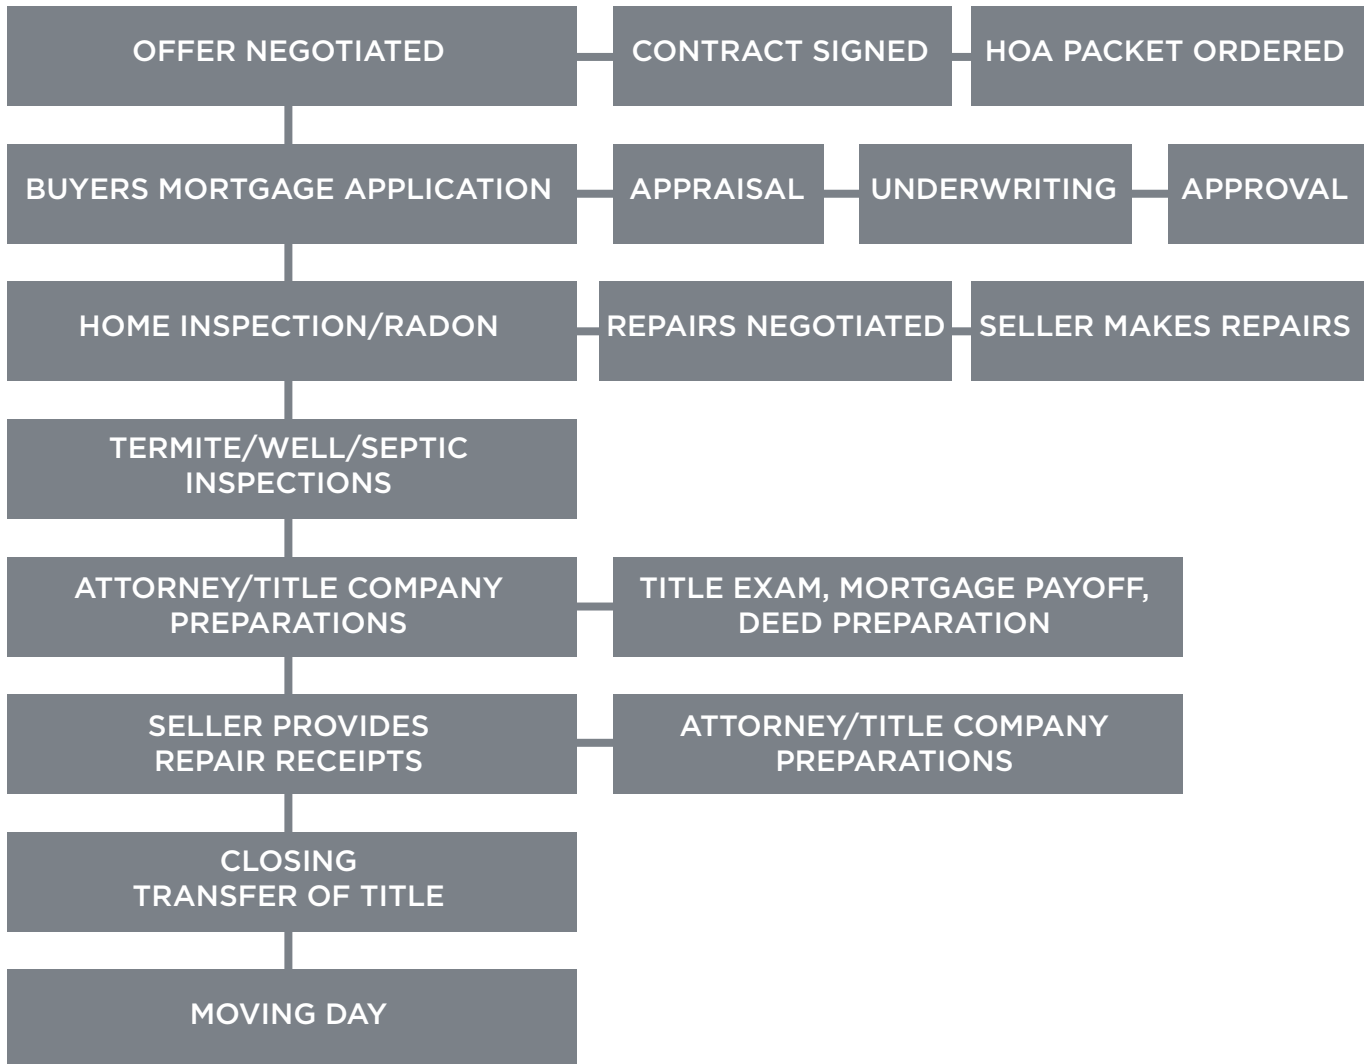 OFFER NEGOTIATED
CONTRACT SIGNED
HOA PACKET ORDERED
BUYERS MORTGAGE APPLICATION
APPRAISAL
UNDERWRITING
APPROVAL
HOME INSPECTION/RADON
REPAIRS NEGOTIATED
SELLER MAKES REPAIRS
TERMITE/WELL/SEPTIC
INSPECTIONS
ATTORNEY/TITLE COMPANY
PREPARATIONS
TITLE EXAM, MORTGAGE PAYOFF,
DEED PREPARATION
SELLER PROVIDES
REPAIR RECEIPTS
ATTORNEY/TITLE COMPANY
PREPARATIONS
CLOSING
TRANSFER OF TITLE
MOVING DAY